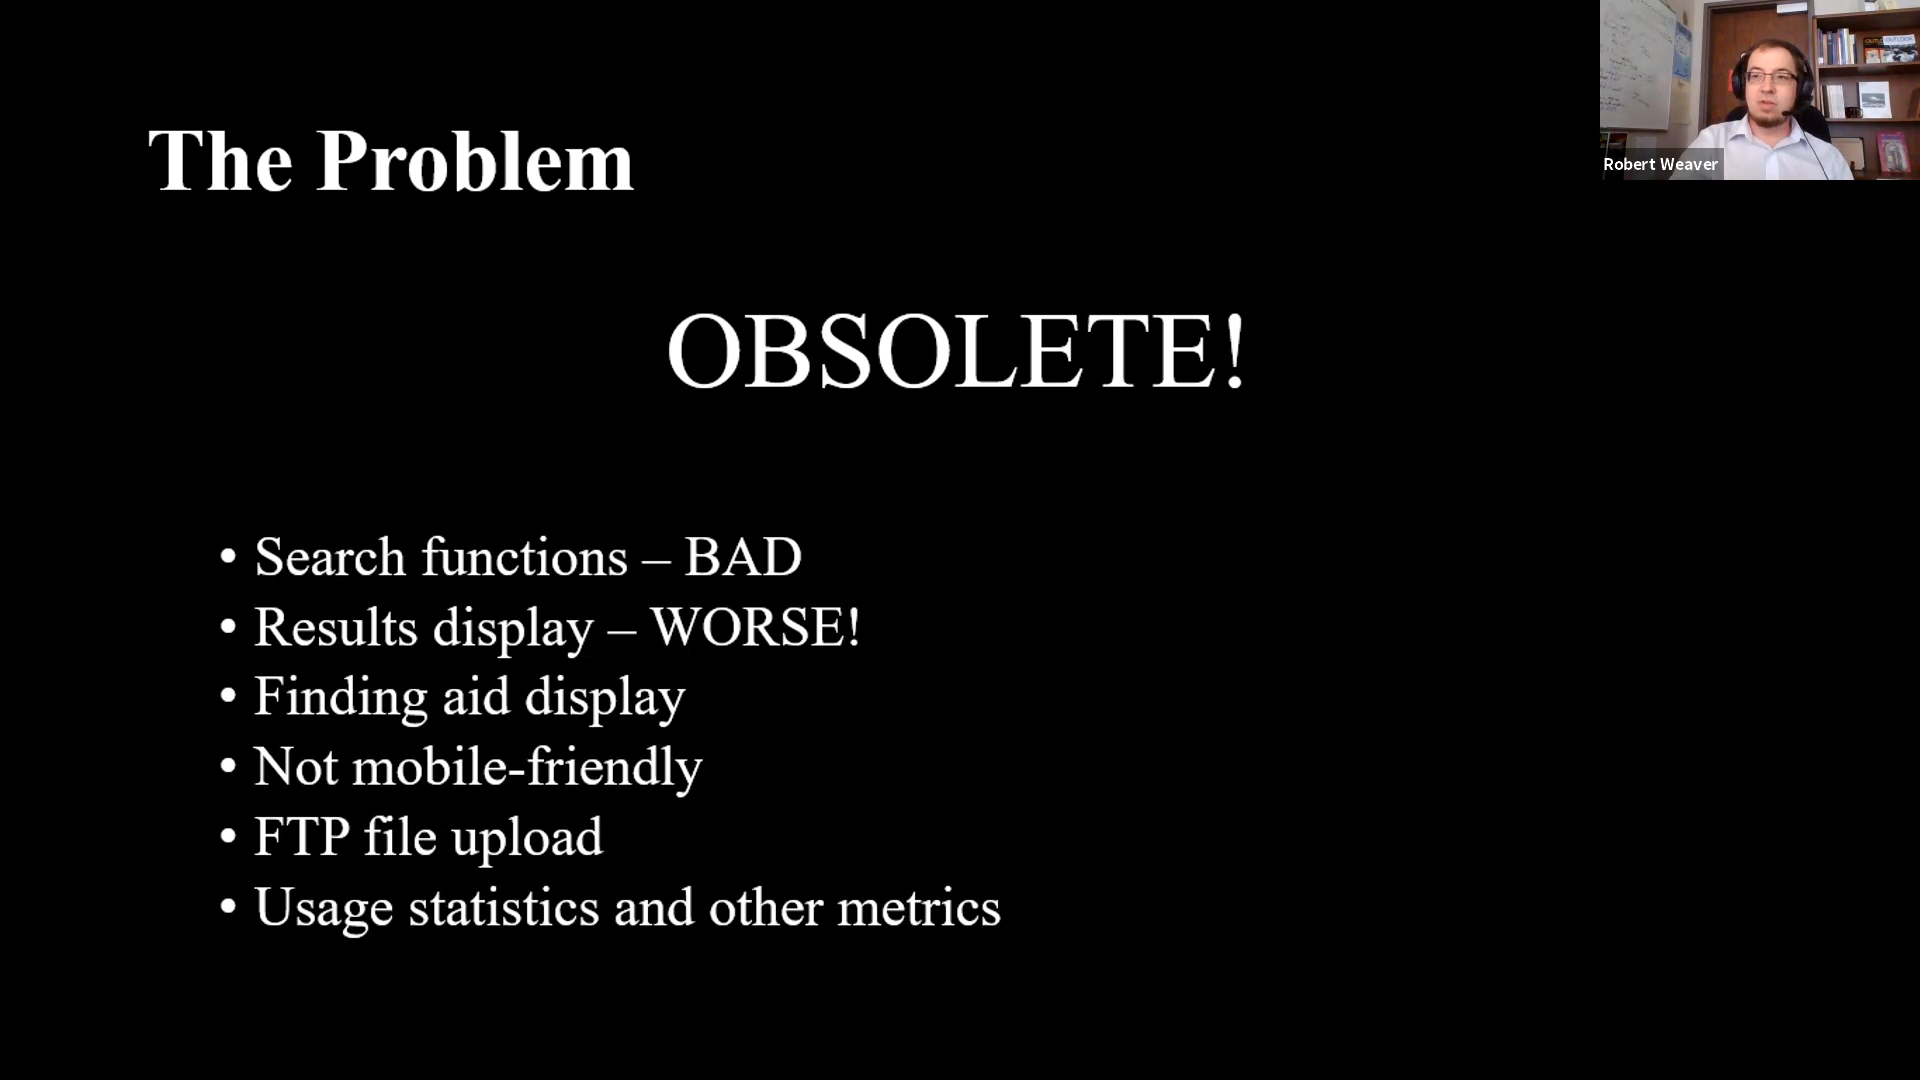 The Problem
OBSOLETE!
• Search functions – BAD
• Results display – WORSE!
• Finding aid display
• Not mobile-friendly
• FTP file upload
• Usage statistics and other metrics
Robert Weaver